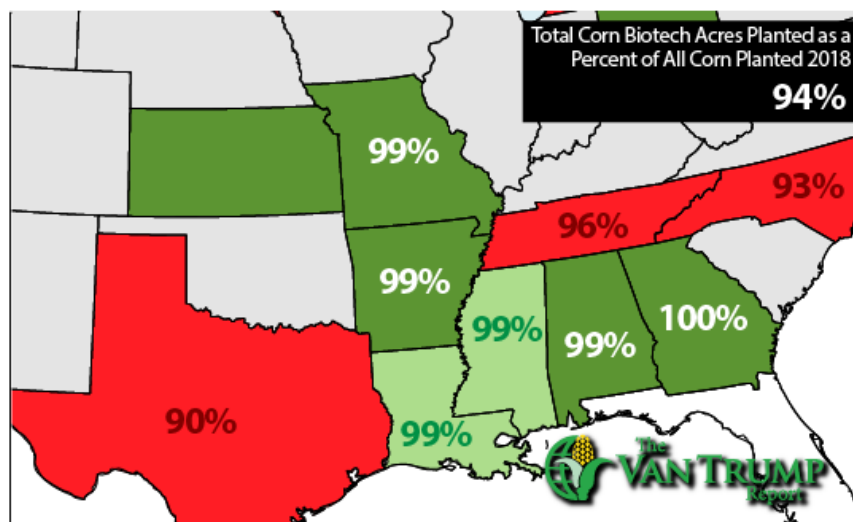 Total Corn Biotech Acres Planted as a
Percent of All Corn Planted 2018
94%
99%
93%
96%
99%
99%
99%
100%
90%
99%
The
VAN TRUMP
Report